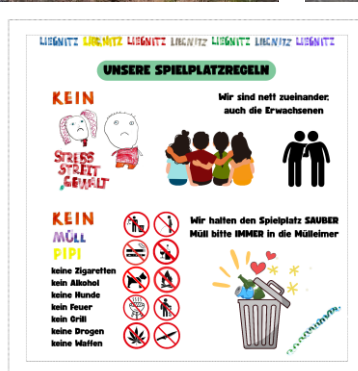 LIEGNITZ LIEGNITZ LIEGNITZ LIEGNITZ LIEGNITZ LIEGNITZ LIEGNITZ
UNSERE SPIELPLATZREGELN
KEIN
STRESS
STREIT
GEWALT
Wir sind nett zueinander,
auch die Erwachsenen
KEIN
MÜLL
PIPI
keine Zigaretten
kein Alkohol
keine Hunde
kein Feuer
kein Grill
keine Drogen
keine Waffen
Wir halten den Spielplatz SAUBER
Müll bitte IMMER in die Mülleimer